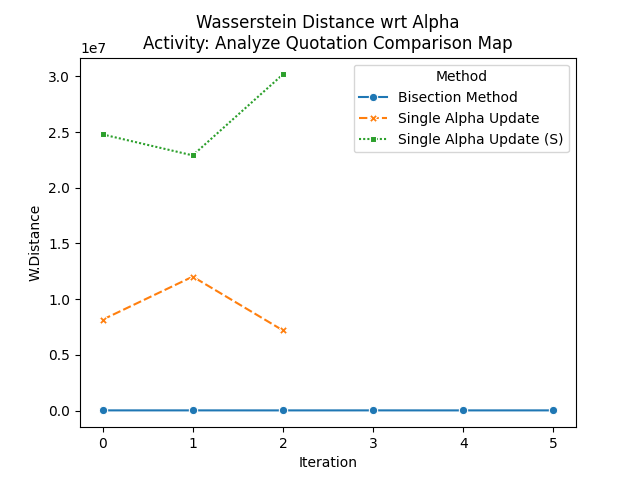 Wasserstein Distance wrt Alpha
Activity: Analyze Quotation Comparison Map
1e7
3.0
2.5
2.0
1.5
1.0
0.5
0.0
W.Distance
Method
Bisection Method
Single Alpha Update
Single Alpha Update (S)
0 1 2 3 4 5
Iteration